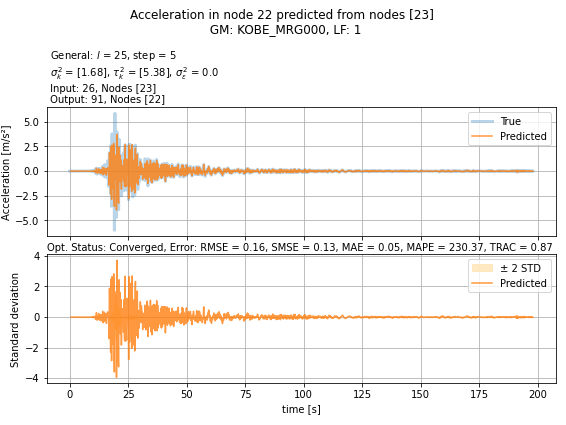 Acceleration in node 22 predicted from nodes [23]
GM: KOBE_MRG000, LF: 1
General: l = 25, step = 5
σ²ₖ = [1.68], τ²ₖ = [5.38], σ²ε = 0.0
Input: 26, Nodes [23]
Output: 91, Nodes [22]
Acceleration [m/s²]
5.0
2.5
0.0
−2.5
−5.0
True
Predicted
Opt. Status: Converged, Error: RMSE = 0.16, SMSE = 0.13, MAE = 0.05, MAPE = 230.37, TRAC = 0.87
Standard deviation
4
2
0
−2
−4
± 2 STD
Predicted
0 25 50 75 100 125 150 175 200
time [s]